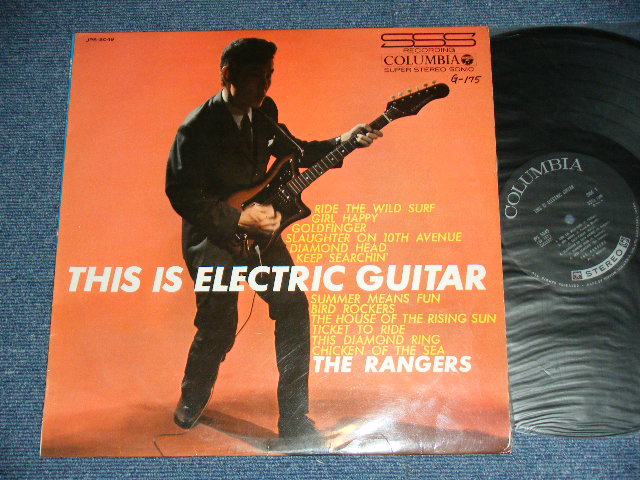 JPS-5049
SSS
RECORDING
COLUMBIA
SUPER STEREO SONIC
G-175
RIDE THE WILD SURF
GIRL HAPPY
GOLDFINGER
SLAUGHTER ON 10TH AVENUE
DIAMOND HEAD
KEEP SEARCHIN'
THIS IS ELECTRIC GUITAR
SUMMER MEANS FUN
BIRD ROCKERS
THE HOUSE OF THE RISING SUN
TICKET TO RIDE
THIS DIAMOND RING
CHICKEN OF THE SEA
THE RANGERS
COLUMBIA
THIS IS ELECTRIC GUITAR
STEREO